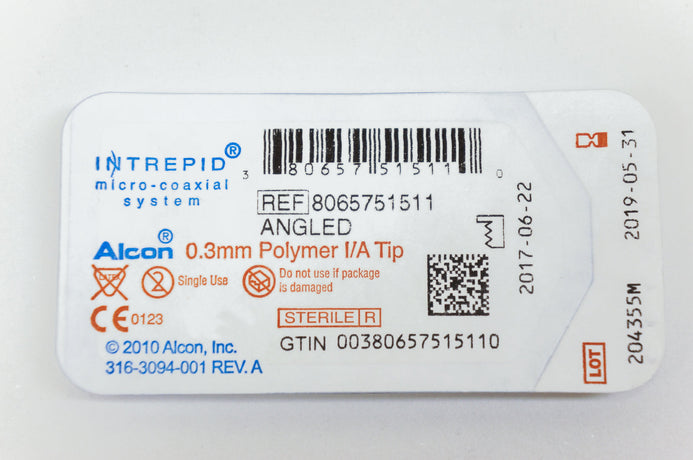 INTREPID®
micro-coaxial
system
3 80657 51511 0
REF 8065751511
ANGLED
Alcon® 0.3mm Polymer I/A Tip
LATEX
2 Single Use
Do not use if package
is damaged
CE 0123
STERILE R
© 2010 Alcon, Inc.
GTIN 00380657515110
316-3094-001 REV. A
2017-06-22
2019-05-31
LOT 204355M